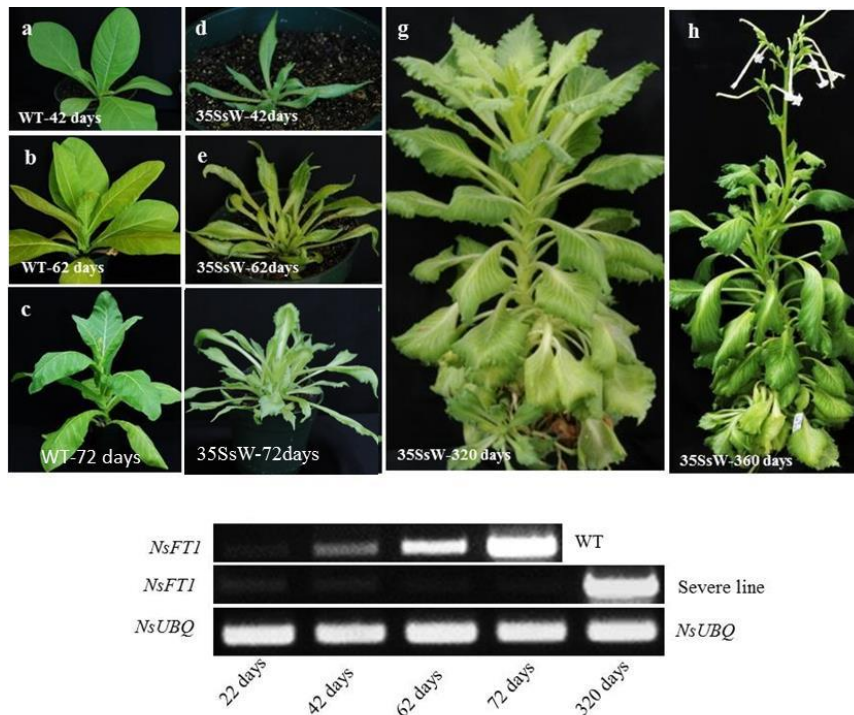 a
WT-42 days
d
35SsW-42days
g
35SsW-320 days
h
35SsW-360 days
b
WT-62 days
e
35SsW-62days
c
WT-72 days
35SsW-72days
NsFT1
WT
NsFT1
Severe line
NsUBQ
NsUBQ
22 days
42 days
62 days
72 days
320 days